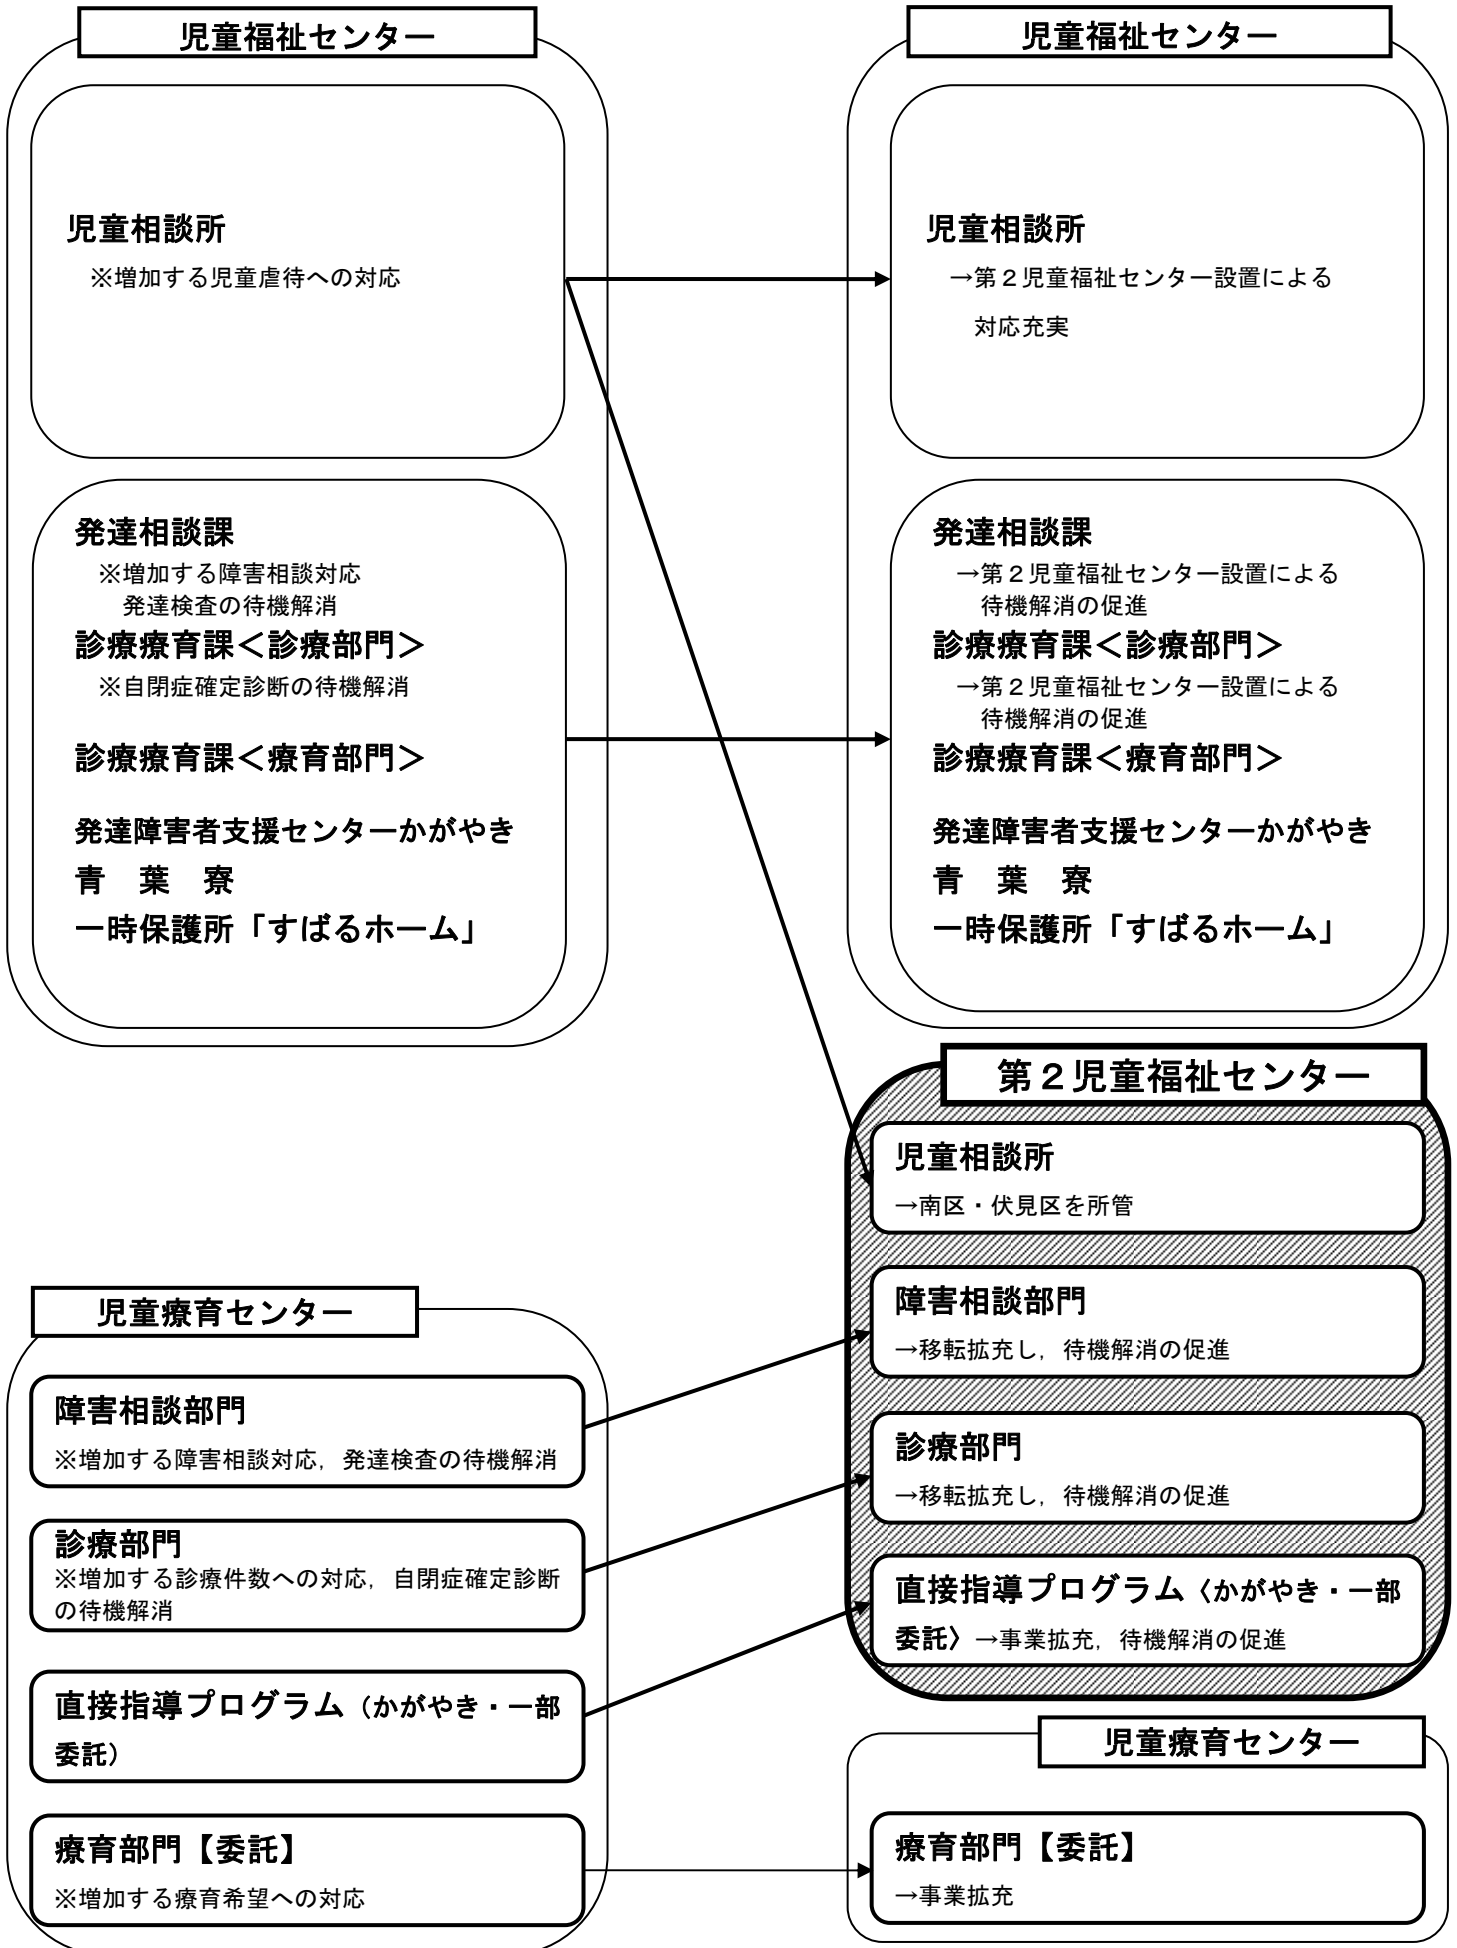 児童福祉センター
児童相談所
※増加する児童虐待への対応
発達相談課
※増加する障害相談対応
発達検査の待機解消
診療療育課＜診療部門＞
※自閉症確定診断の待機解消
診療療育課＜療育部門＞
発達障害者支援センターかがやき
青　葉　寮
一時保護所「すばるホーム」
児童福祉センター
児童相談所
→第２児童福祉センター設置による
対応充実
発達相談課
→第２児童福祉センター設置による
待機解消の促進
診療療育課＜診療部門＞
→第２児童福祉センター設置による
待機解消の促進
診療療育課＜療育部門＞
発達障害者支援センターかがやき
青　葉　寮
一時保護所「すばるホーム」
児童療育センター
障害相談部門
※増加する障害相談対応，発達検査の待機解消
診療部門
※増加する診療件数への対応，自閉症確定診断
の待機解消
直接指導プログラム（かがやき・一部
委託）
療育部門【委託】
※増加する療育希望への対応
第２児童福祉センター
児童相談所
→南区・伏見区を所管
障害相談部門
→移転拡充し，待機解消の促進
診療部門
→移転拡充し，待機解消の促進
直接指導プログラム〈かがやき・一部
委託〉→事業拡充，待機解消の促進
児童療育センター
療育部門【委託】
→事業拡充